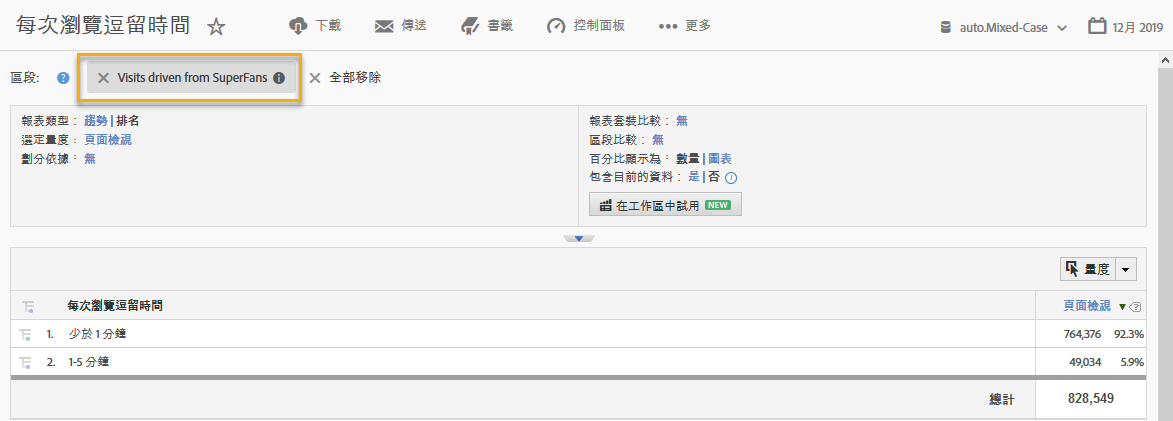 每次瀏覽逗留時間 下載 傳送 書籤 控制面板 更多 auto.Mixed-Case 12月 2019
區段: Visits driven from SuperFans 全部移除
報表類型： 趨勢 | 排名
選定量度： 頁面檢視
劃分依據： 無
報表套裝比較： 無
區段比較： 無
百分比顯示為： 數量 | 圖表
包含目前的資料： 是 | 否
在工作區中試用 NEW
量度
每次瀏覽逗留時間 頁面檢視
1. 少於 1 分鐘 764,376 92.3%
2. 1-5 分鐘 49,034 5.9%
總計 828,549